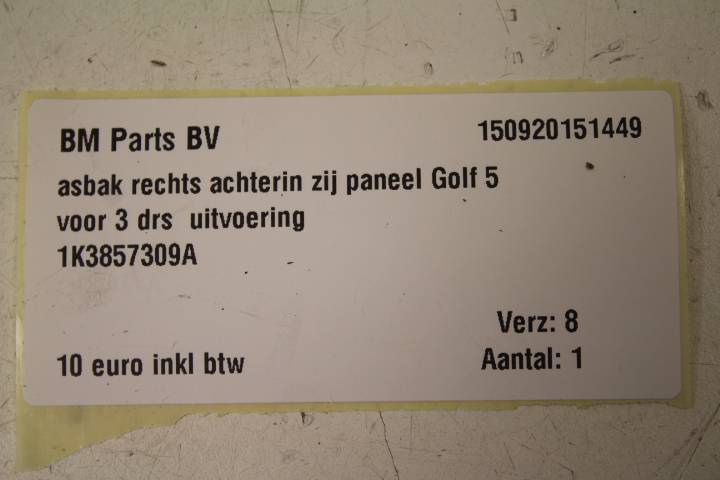 BM Parts BV 150920151449
asbak rechts achterin zij paneel Golf 5
voor 3 drs uitvoering
1K3857309A
Verz: 8
10 euro inkl btw Aantal: 1